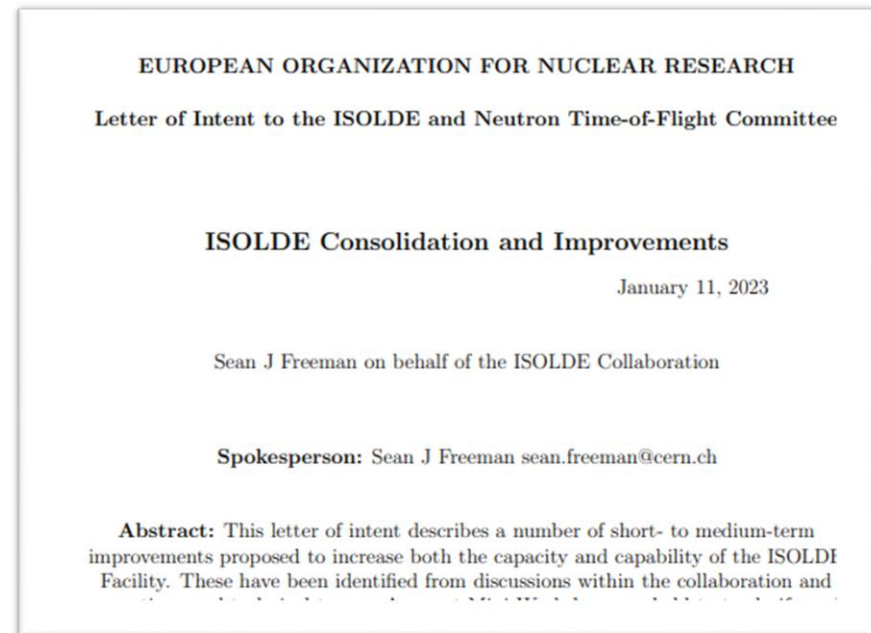 EUROPEAN ORGANIZATION FOR NUCLEAR RESEARCH
Letter of Intent to the ISOLDE and Neutron Time-of-Flight Committee
ISOLDE Consolidation and Improvements
January 11, 2023
Sean J Freeman on behalf of the ISOLDE Collaboration
Spokesperson: Sean J Freeman sean.freeman@cern.ch
Abstract: This letter of intent describes a number of short- to medium-term
improvements proposed to increase both the capacity and capability of the ISOLDE
Facility. These have been identified from discussions within the collaboration and